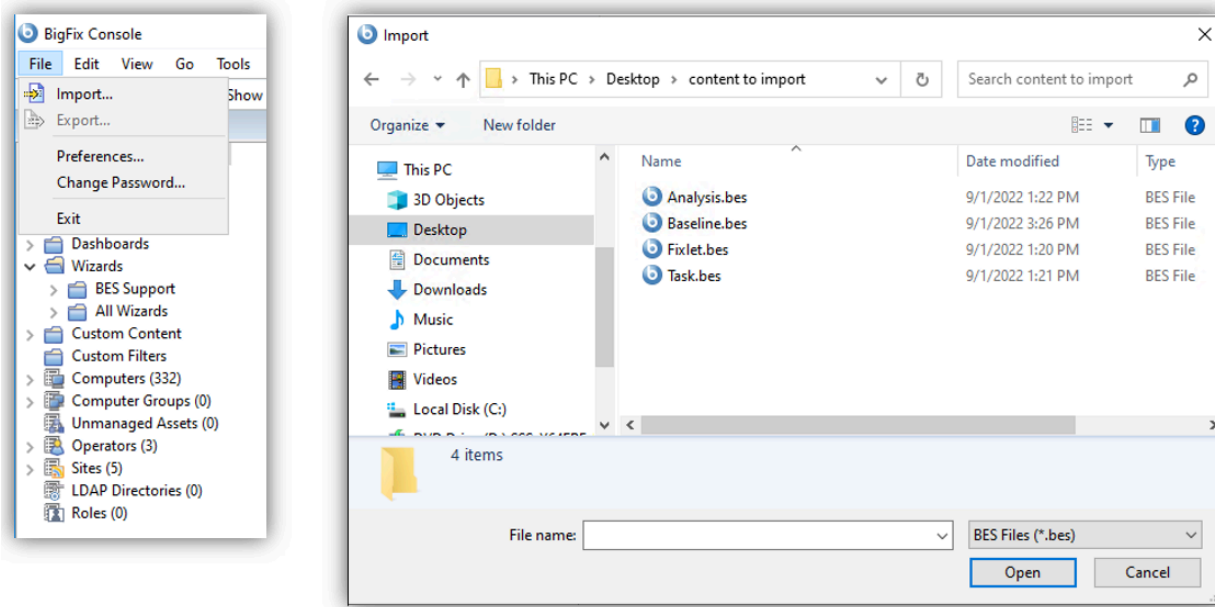 BigFix Console
File Edit View Go Tools
Import...
Show
Export...
Preferences...
Change Password...
Exit
Dashboards
Wizards
BES Support
All Wizards
Custom Content
Custom Filters
Computers (332)
Computer Groups (0)
Unmanaged Assets (0)
Operators (3)
Sites (5)
LDAP Directories (0)
Roles (0)
Import
This PC > Desktop > content to import
Search content to import
Organize New folder
This PC
3D Objects
Desktop
Documents
Downloads
Music
Pictures
Videos
Local Disk (C:)
Name Date modified Type
Analysis.bes 9/1/2022 1:22 PM BES File
Baseline.bes 9/1/2022 3:26 PM BES File
Fixlet.bes 9/1/2022 1:20 PM BES File
Task.bes 9/1/2022 1:21 PM BES File
4 items
File name:
BES Files (*.bes)
Open Cancel